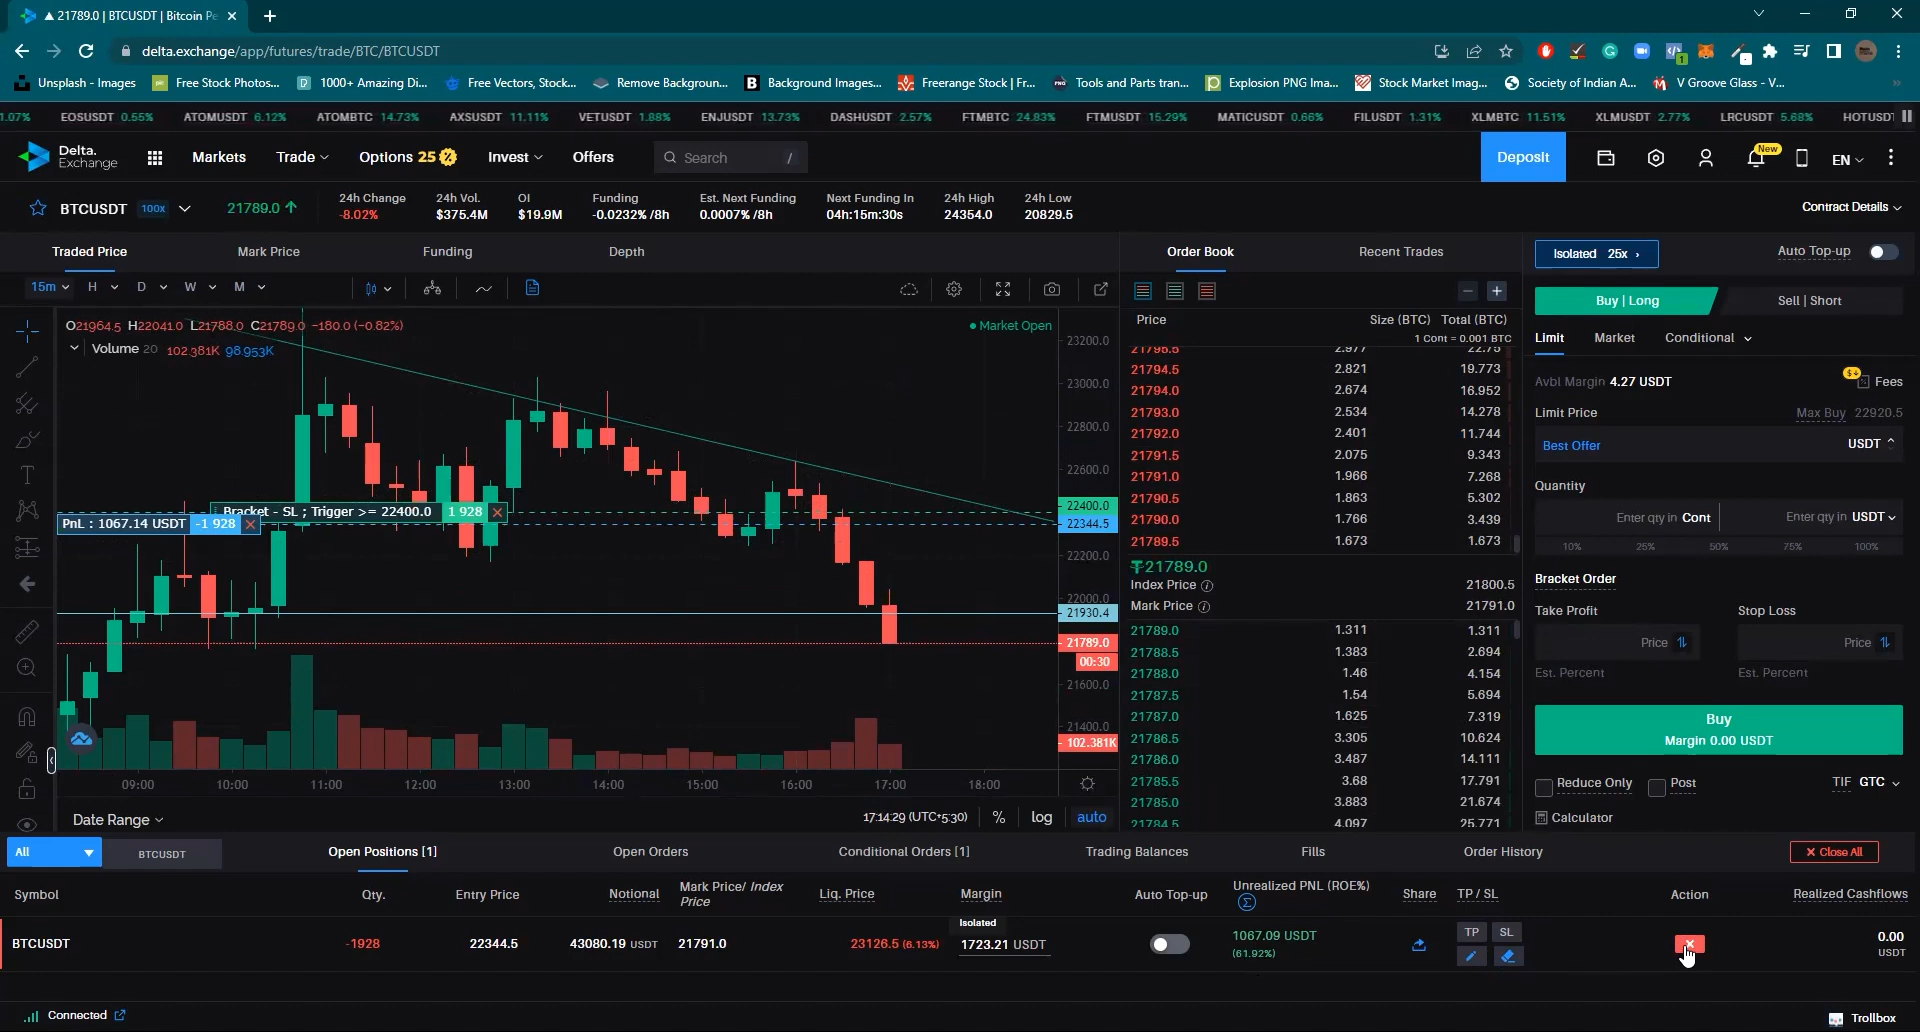 ▲ 21789.0 | BTCUSDT | Bitcoin Pe
delta.exchange/app/futures/trade/BTC/BTCUSDT
Unsplash - Images
Free Stock Photos...
1000+ Amazing Di...
Free Vectors, Stock...
Remove Backgroun...
Background Images...
Freerange Stock | Fr...
Tools and Parts tran...
Explosion PNG Ima...
Stock Market Imag...
Society of Indian A...
V Groove Glass - V...
1.07% EOSUSDT 0.55% ATOMUSDT 6.12% ATOMBTC 14.73% AXSUSDT 11.11% VETUSDT 1.88% ENJUSDT 13.73% DASHUSDT 2.57% FTMBTC 24.83% FTMUSDT 15.29% MATICUSDT 0.66% FILUSDT 1.31% XLMBTC 11.51% XLMUSDT 2.77% LRCUSDT 5.68% HOTUSDT
Delta.
Exchange
Markets
Trade
Options 25
Invest
Offers
Search /
Deposit
New
EN
BTCUSDT 100x
21789.0
24h Change
-8.02%
24h Vol.
$375.4M
OI
$19.9M
Funding
-0.0232% /8h
Est. Next Funding
0.0007% /8h
Next Funding In
04h:15m:30s
24h High
24354.0
24h Low
20829.5
Contract Details
Traded Price
Mark Price
Funding
Depth
15m H D W M
O21964.5 H22041.0 L21788.0 C21789.0 -180.0 (-0.82%)
Market Open
Volume 20 102.381K 98.953K
Bracket - SL ; Trigger >= 22400.0 1 928
PnL : 1067.14 USDT -1 928
23200.0
23000.0
22800.0
22600.0
22400.0
22344.5
22200.0
22000.0
21930.4
21789.0
00:30
21600.0
21400.0
102.381K
09:00 10:00 11:00 12:00 13:00 14:00 15:00 16:00 17:00 18:00
Date Range
17:14:29 (UTC+5:30) % log auto
Order Book
Recent Trades
Price Size (BTC) Total (BTC)
1 Cont = 0.001 BTC
21795.5 2.977 22.75
21794.5 2.821 19.773
21794.0 2.674 16.952
21793.0 2.534 14.278
21792.0 2.401 11.744
21791.5 2.075 9.343
21791.0 1.966 7.268
21790.5 1.863 5.302
21790.0 1.766 3.439
21789.5 1.673 1.673
₮21789.0
Index Price 21800.5
Mark Price 21791.0
21789.0 1.311 1.311
21788.5 1.383 2.694
21788.0 1.46 4.154
21787.5 1.54 5.694
21787.0 1.625 7.319
21786.5 3.305 10.624
21786.0 3.487 14.111
21785.5 3.68 17.791
21785.0 3.883 21.674
21784.5 4.097 25.771
Isolated 25x
Auto Top-up
Buy | Long
Sell | Short
Limit
Market
Conditional
Avbl Margin 4.27 USDT
Fees
Limit Price
Max Buy 22920.5
Best Offer
USDT
Quantity
Enter qty in Cont
Enter qty in USDT
10% 25% 50% 75% 100%
Bracket Order
Take Profit
Stop Loss
Price
Price
Est. Percent
Est. Percent
Buy
Margin 0.00 USDT
Reduce Only
Post
TIF GTC
Calculator
All
BTCUSDT
Open Positions [1]
Open Orders
Conditional Orders [1]
Trading Balances
Fills
Order History
Close All
Symbol
Qty.
Entry Price
Notional
Mark Price/ Index Price
Liq. Price
Margin
Auto Top-up
Unrealized PNL (ROE%)
Share
TP / SL
Action
Realized Cashflows
BTCUSDT
-1928
22344.5
43080.19 USDT
21791.0
23126.5 (6.13%)
Isolated
1723.21 USDT
1067.09 USDT
(61.92%)
TP
SL
0.00
USDT
Connected
Trollbox